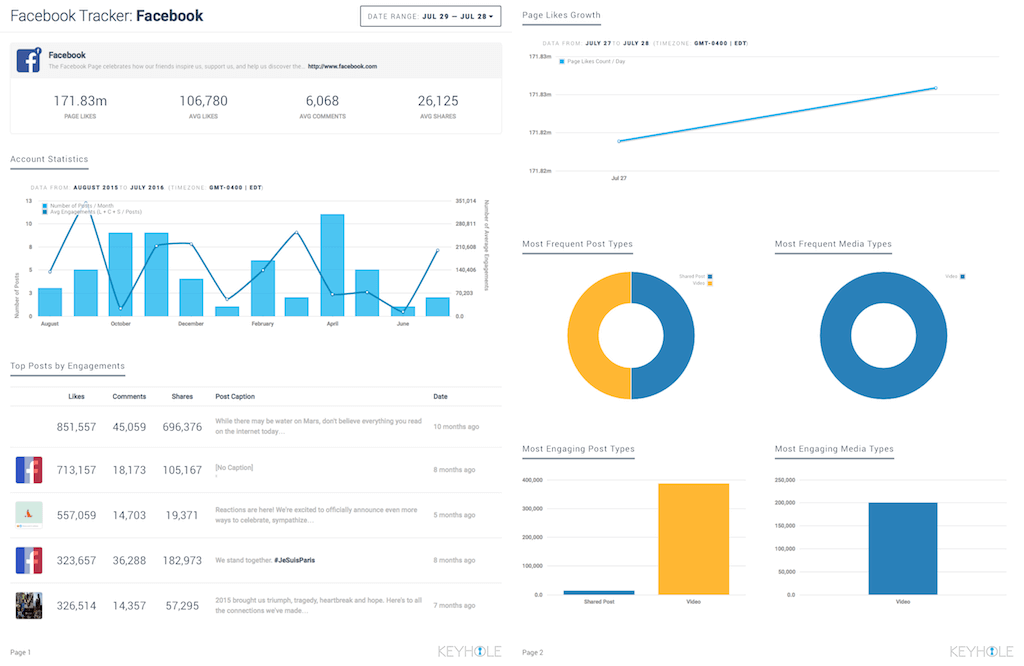 Facebook Tracker: Facebook
DATE RANGE: JUL 29 — JUL 28
Facebook
The Facebook Page celebrates how our friends inspire us, support us, and help us discover the... http://www.facebook.com
171.83m
106,780
6,068
26,125
PAGE LIKES
AVG LIKES
AVG COMMENTS
AVG SHARES
Account Statistics
DATA FROM: AUGUST 2015 TO JULY 2016 (TIMEZONE: GMT-0400 | EDT)
Number of Posts / Month
Avg Engagements (L + C + S / Posts)
13
10
8
5
3
0
Number of Posts
351,014
280,811
210,608
140,406
70,203
0.0
Number of Average Engagements
August
October
December
February
April
June
Top Posts by Engagements
Likes Comments Shares Post Caption Date
851,557 45,059 696,376 While there may be water on Mars, don't believe everything you read 10 months ago
on the internet today...
713,157 18,173 105,167 [No Caption] 8 months ago
557,059 14,703 19,371 Reactions are here! We're excited to officially announce even more 5 months ago
ways to celebrate, sympathize...
323,657 36,288 182,973 We stand together. #JeSuisParis 8 months ago
326,514 14,357 57,295 2015 brought us triumph, tragedy, heartbreak and hope. Here's to all 7 months ago
the connections we've made...
Page 1
KEYHOLE
Page Likes Growth
DATA FROM: JULY 27 TO JULY 28 (TIMEZONE: GMT-0400 | EDT)
Page Likes Count / Day
171.83m
171.83m
171.82m
171.82m
Jul 27
Most Frequent Post Types
Shared Post
Video
Most Frequent Media Types
Video
Most Engaging Post Types
400,000
300,000
200,000
100,000
0.0
Shared Post
Video
Most Engaging Media Types
250,000
200,000
150,000
100,000
50,000
0.0
Video
Page 2
KEYHOLE